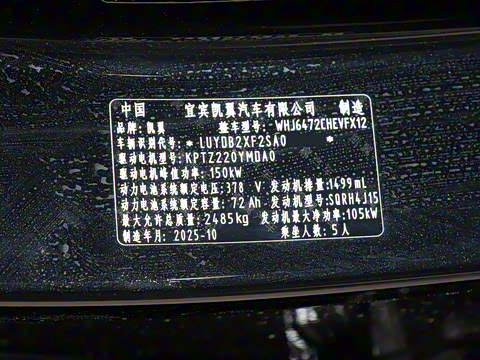 中国 宜宾凯翼汽车有限公司 制造
品牌：凯翼 整车型号：WHJ6472CHEVFX12
车辆识别代号：* LUYDB2XF2SA0 *
驱动电机型号：KPTZ220YMDA0
驱动电机峰值功率：150kW
动力电池系统额定电压：378 V 发动机排量：1499mL
动力电池系统额定容量：72Ah 发动机型号：SQRH4J15
最大允许总质量：2485kg 发动机最大净功率：105kW
制造年月：2025-10 乘坐人数：5人